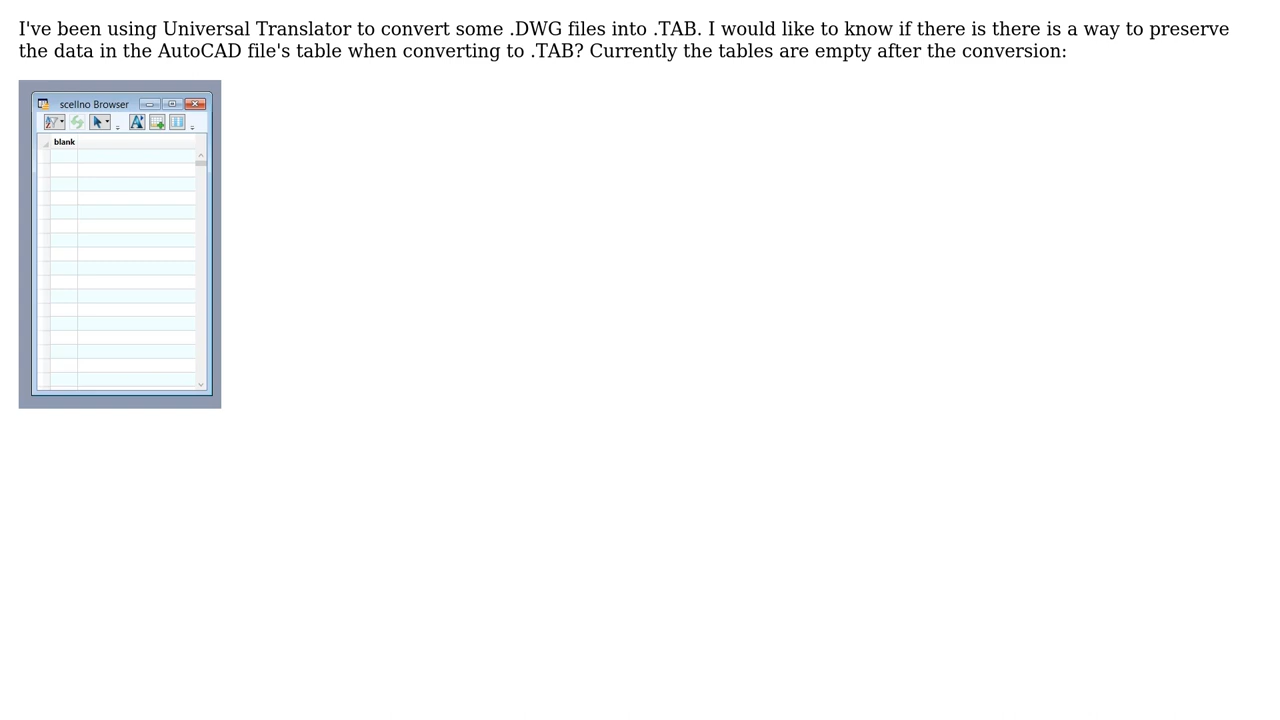 I've been using Universal Translator to convert some .DWG files into .TAB. I would like to know if there is there is a way to preserve
the data in the AutoCAD file's table when converting to .TAB? Currently the tables are empty after the conversion:
scellno Browser
blank